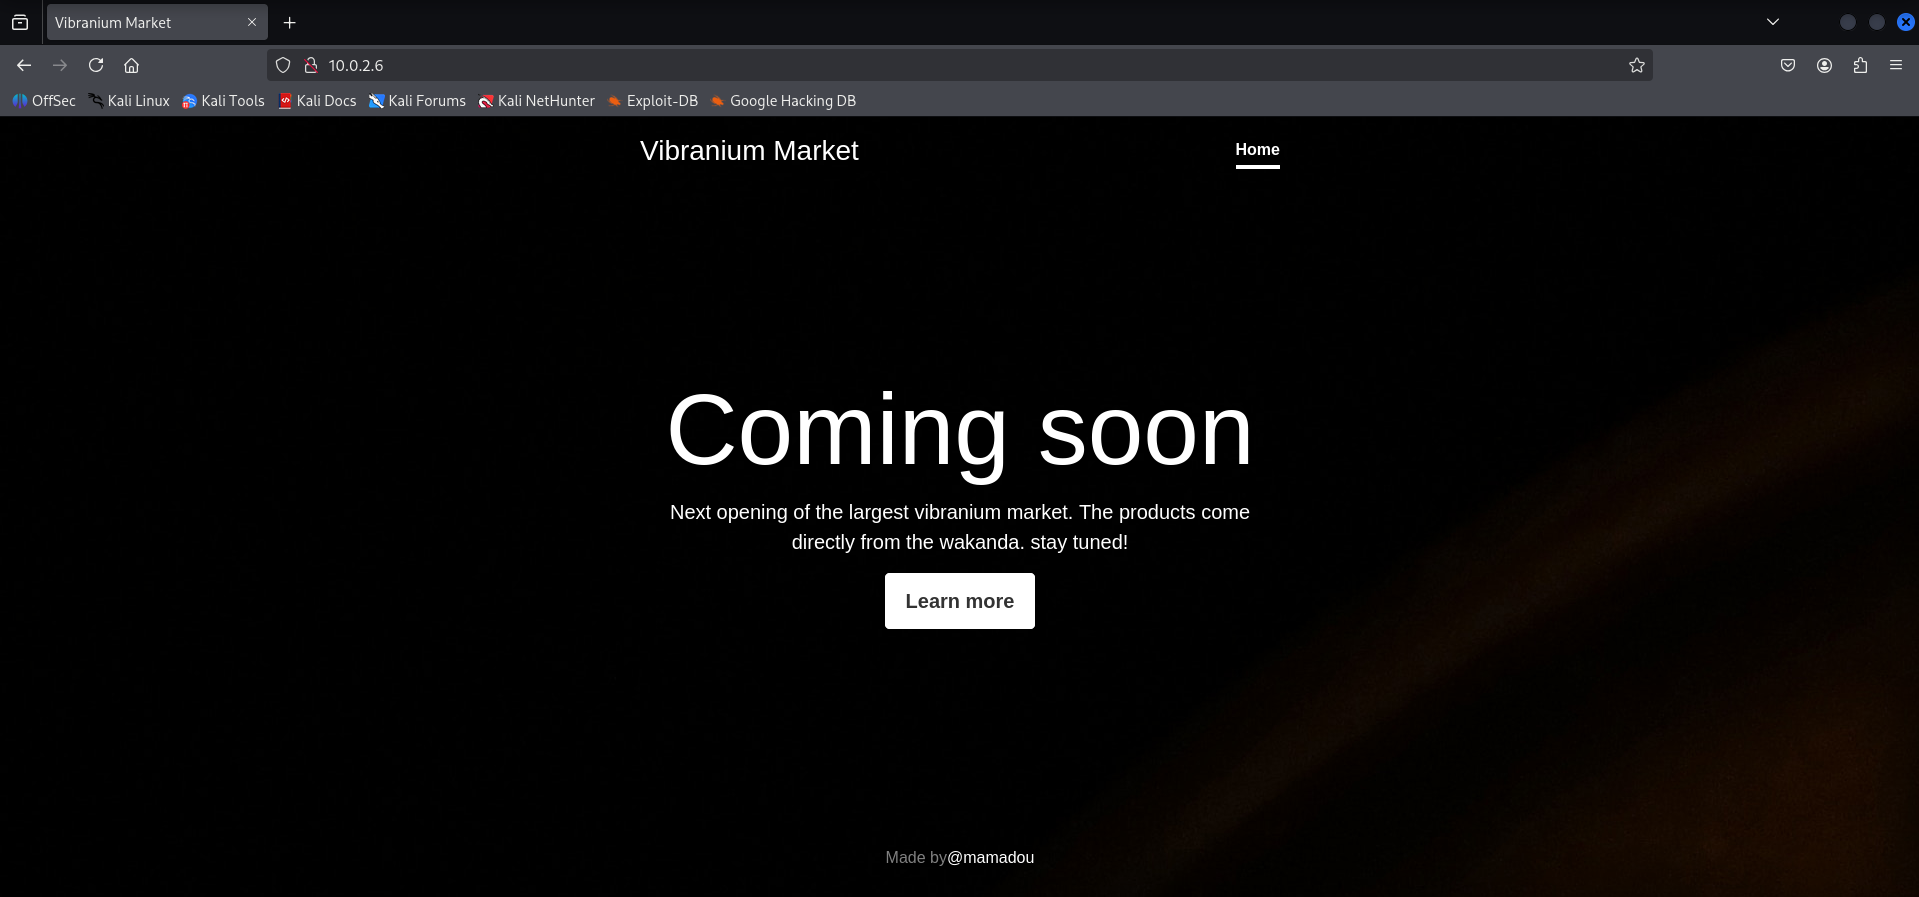 Vibranium Market
10.0.2.6
OffSec Kali Linux Kali Tools Kali Docs Kali Forums Kali NetHunter Exploit-DB Google Hacking DB
Vibranium Market Home
Coming soon
Next opening of the largest vibranium market. The products come
directly from the wakanda. stay tuned!
Learn more
Made by@mamadou